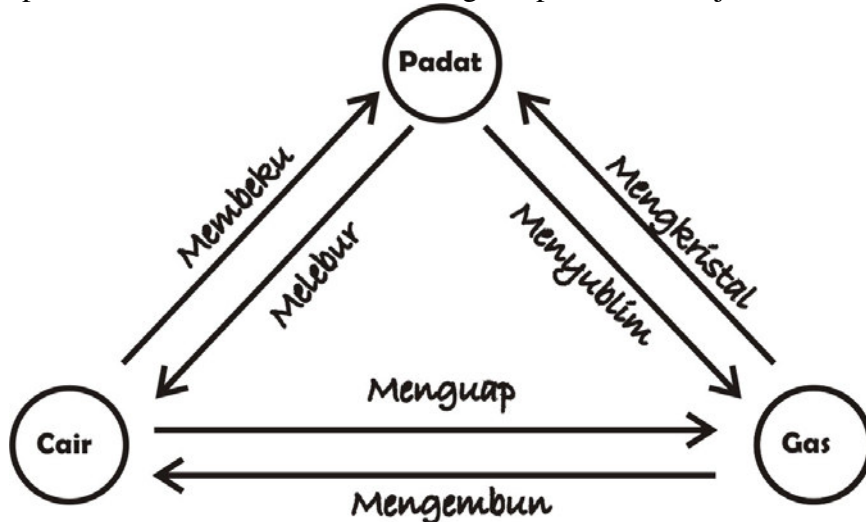 Padat
Membeku
Melebur
Menyublim
Mengkristal
Menguap
Cair
Gas
Mengembun